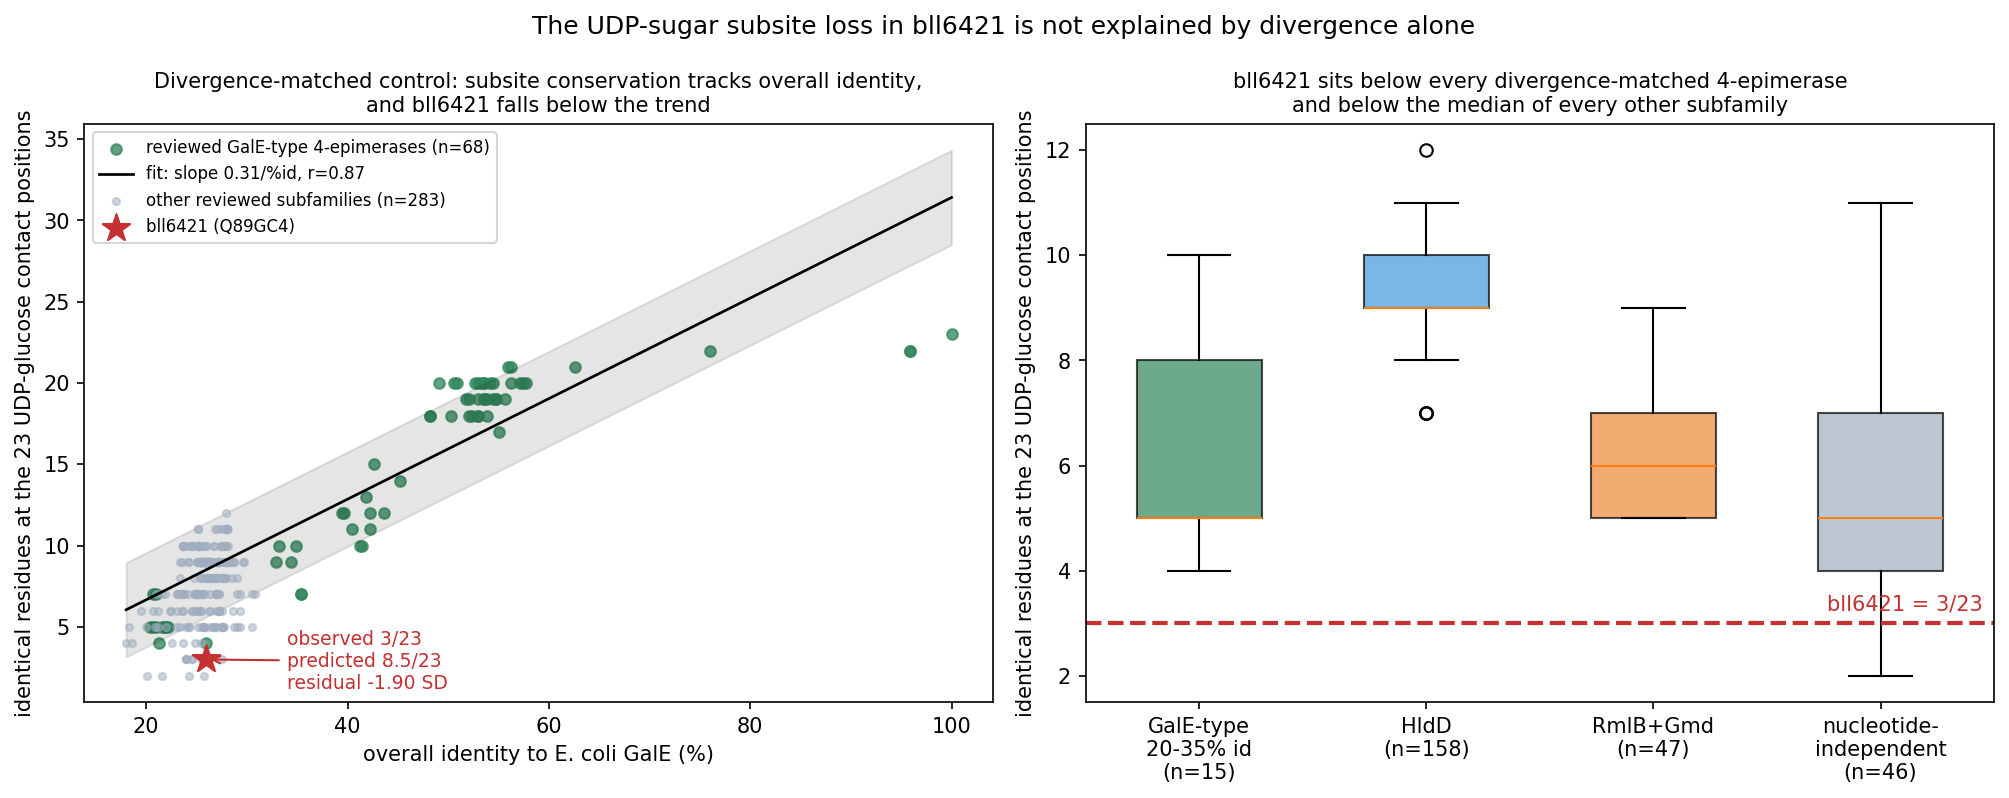 The UDP-sugar subsite loss in bll6421 is not explained by divergence alone
Divergence-matched control: subsite conservation tracks overall identity,
and bll6421 falls below the trend
identical residues at the 23 UDP-glucose contact positions
35
30
25
20
15
10
5
reviewed GalE-type 4-epimerases (n=68)
fit: slope 0.31/%id, r=0.87
other reviewed subfamilies (n=283)
bll6421 (Q89GC4)
observed 3/23
predicted 8.5/23
residual -1.90 SD
20
40
60
80
100
overall identity to E. coli GalE (%)
bll6421 sits below every divergence-matched 4-epimerase
and below the median of every other subfamily
identical residues at the 23 UDP-glucose contact positions
12
10
8
6
4
2
bll6421 = 3/23
GalE-type
20-35% id
(n=15)
HldD
(n=158)
RmlB+Gmd
(n=47)
nucleotide-
independent
(n=46)